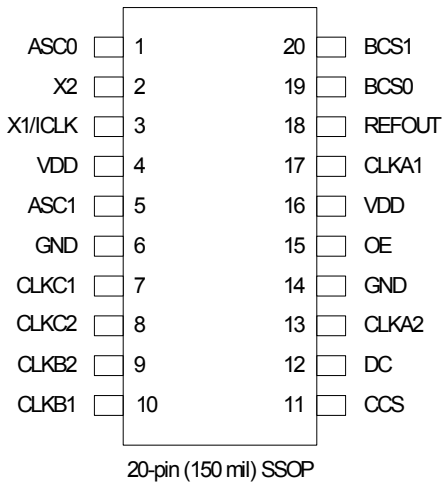 ASC0 1 20 BCS1
X2 2 19 BCS0
X1/ICLK 3 18 REFOUT
VDD 4 17 CLKA1
ASC1 5 16 VDD
GND 6 15 OE
CLKC1 7 14 GND
CLKC2 8 13 CLKA2
CLKB2 9 12 DC
CLKB1 10 11 CCS
20-pin (150 mil) SSOP